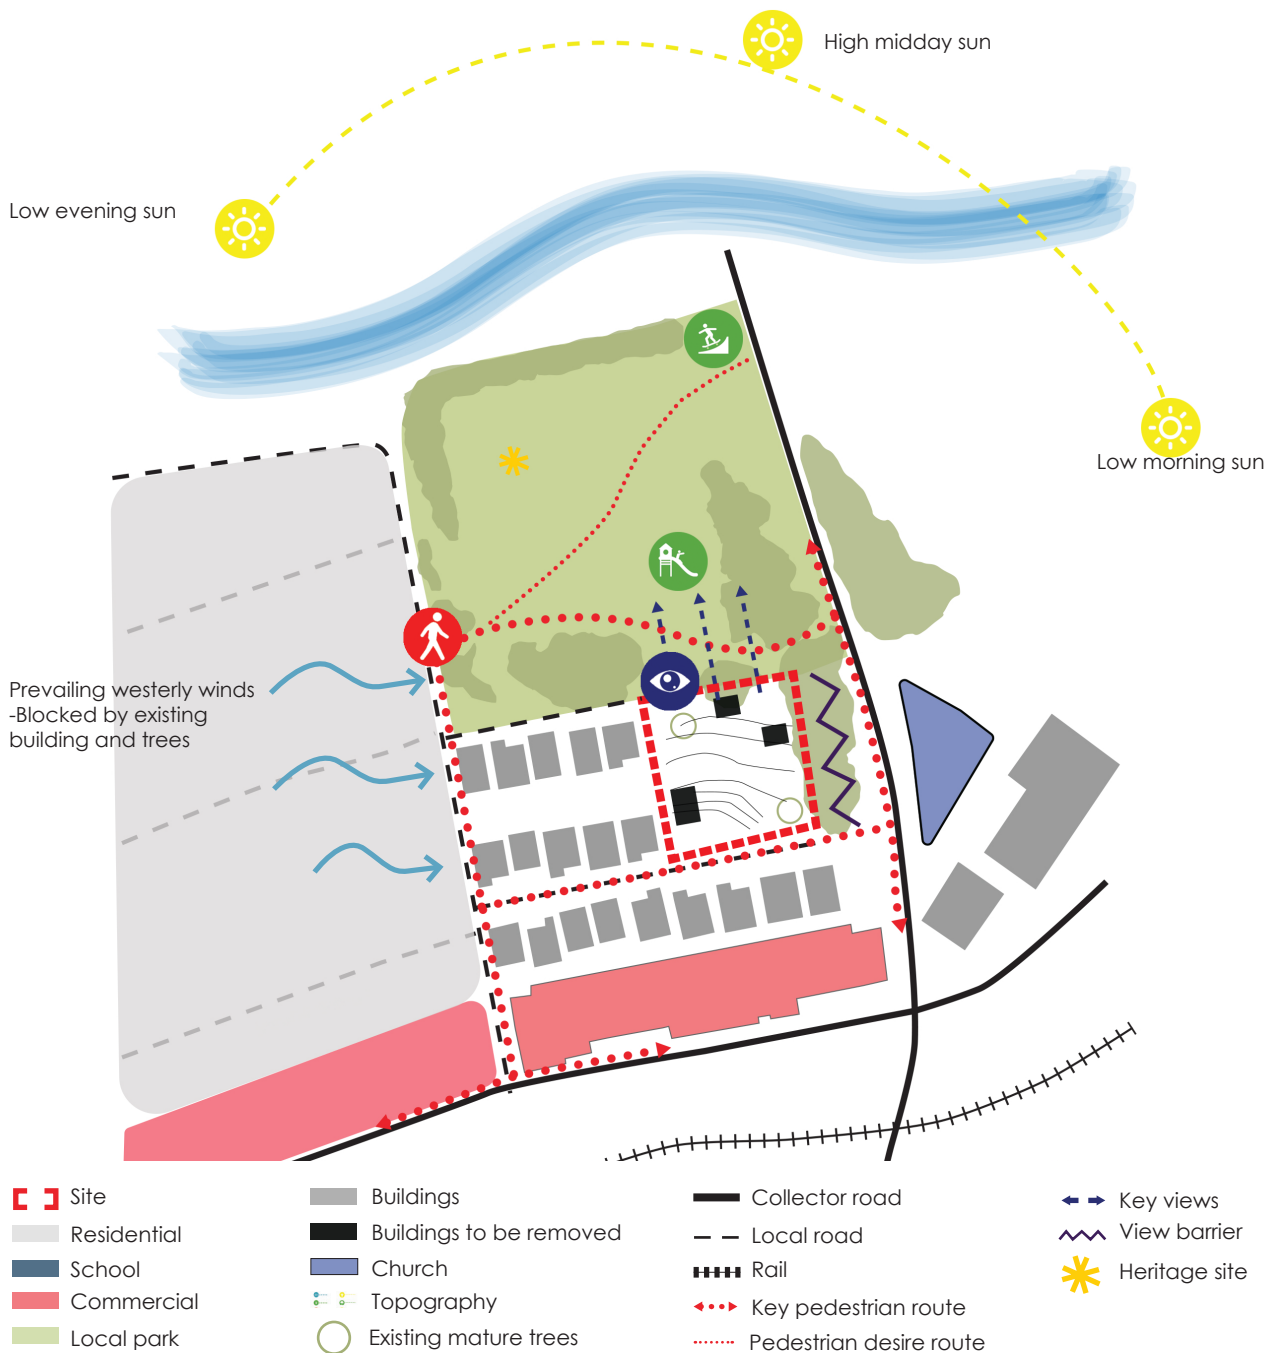 High midday sun
Low evening sun
Low morning sun
Prevailing westerly winds
-Blocked by existing
building and trees
Site
Residential
School
Commercial
Local park
Buildings
Buildings to be removed
Church
Topography
Existing mature trees
Collector road
Local road
Rail
Key pedestrian route
Pedestrian desire route
Key views
View barrier
Heritage site